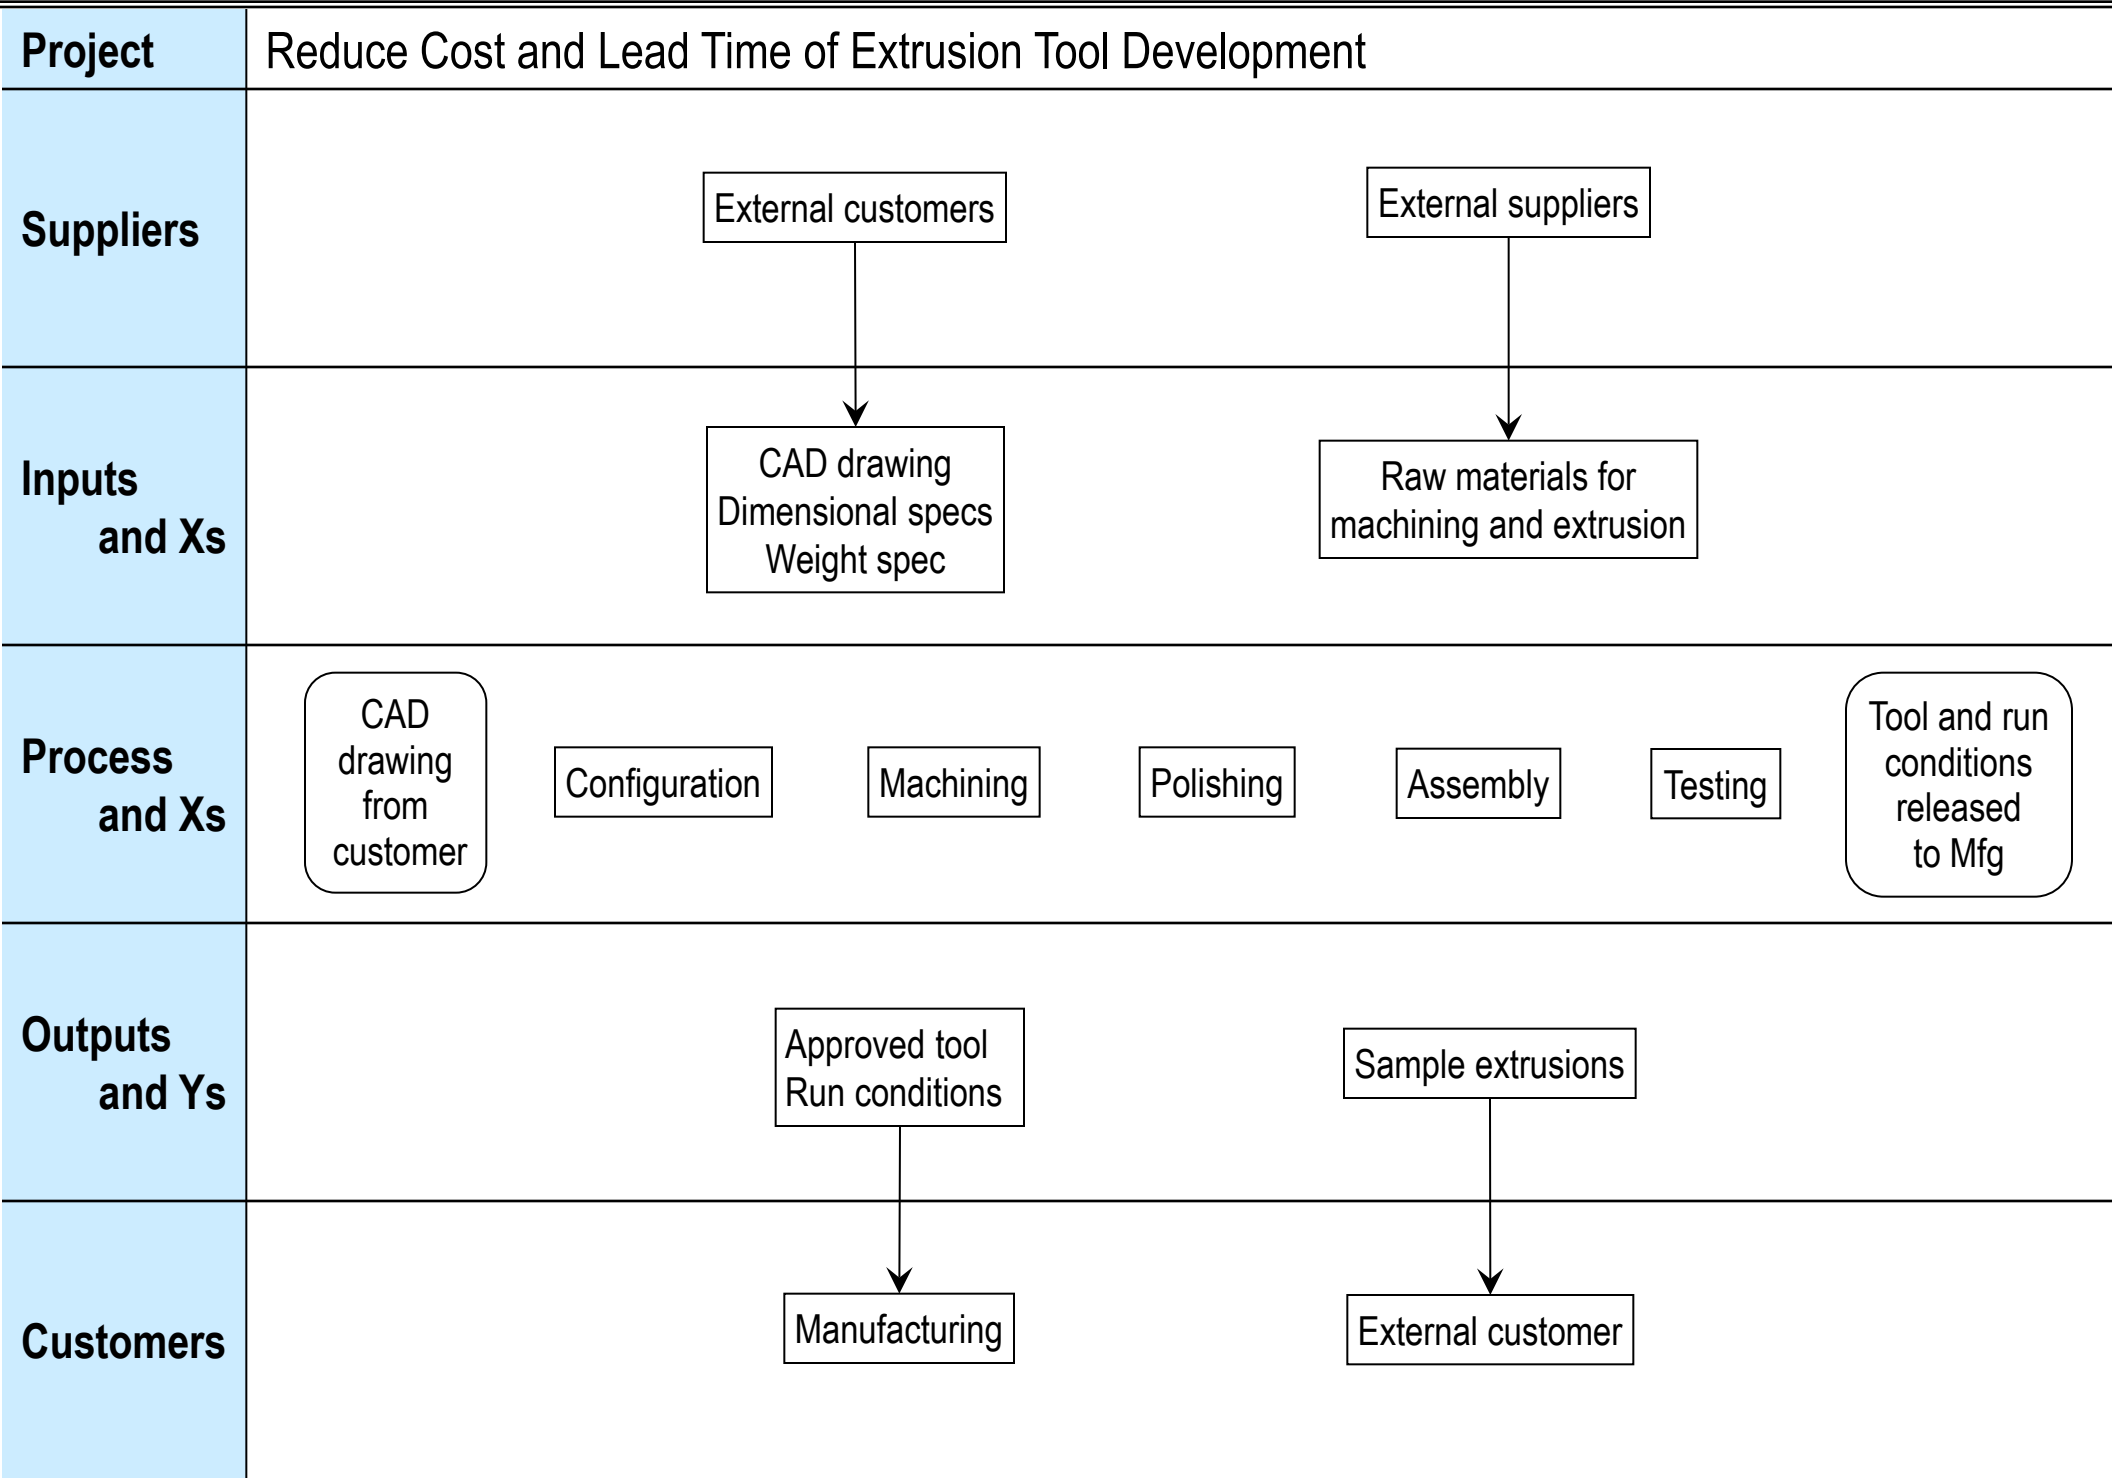 Project
Reduce Cost and Lead Time of Extrusion Tool Development
Suppliers
External customers
External suppliers
Inputs
and Xs
CAD drawing
Dimensional specs
Weight spec
Raw materials for
machining and extrusion
Process
and Xs
CAD
drawing
from
customer
Configuration
Machining
Polishing
Assembly
Testing
Tool and run
conditions
released
to Mfg
Outputs
and Ys
Approved tool
Run conditions
Sample extrusions
Customers
Manufacturing
External customer